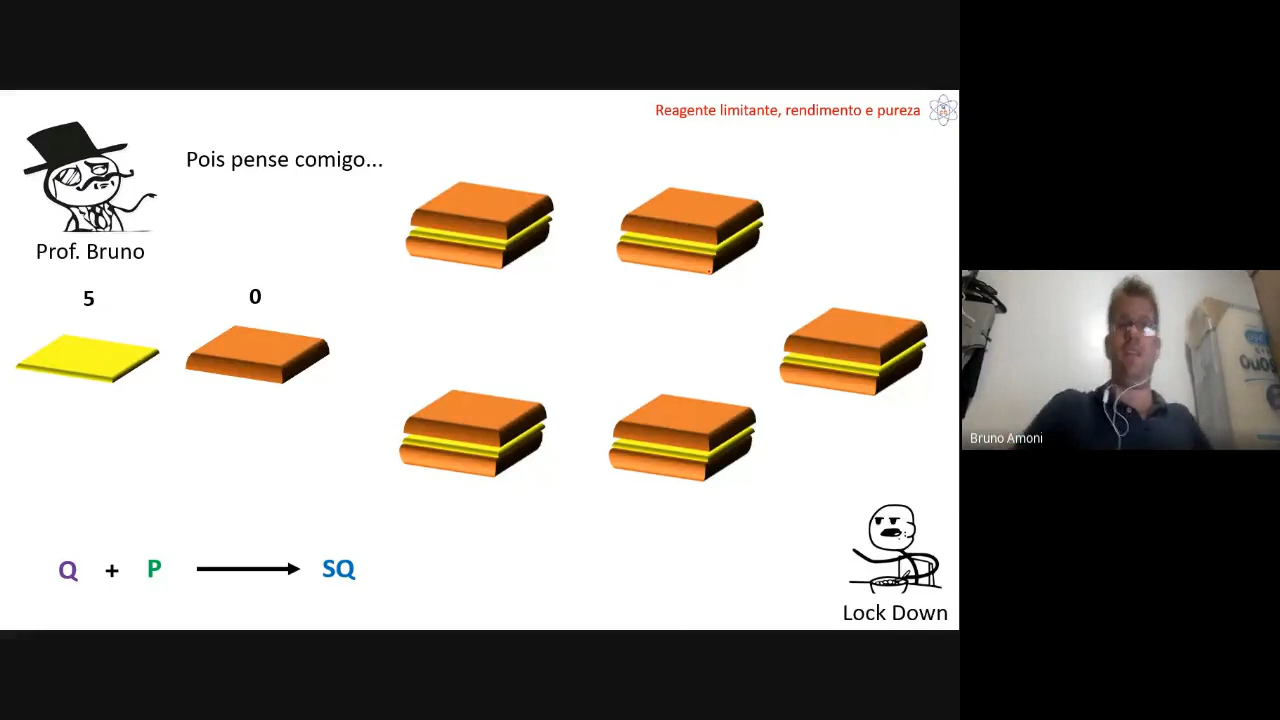 Reagente limitante, rendimento e pureza
Pois pense comigo...
Prof. Bruno
5
0
Q + P SQ
Lock Down
Bruno Amoni